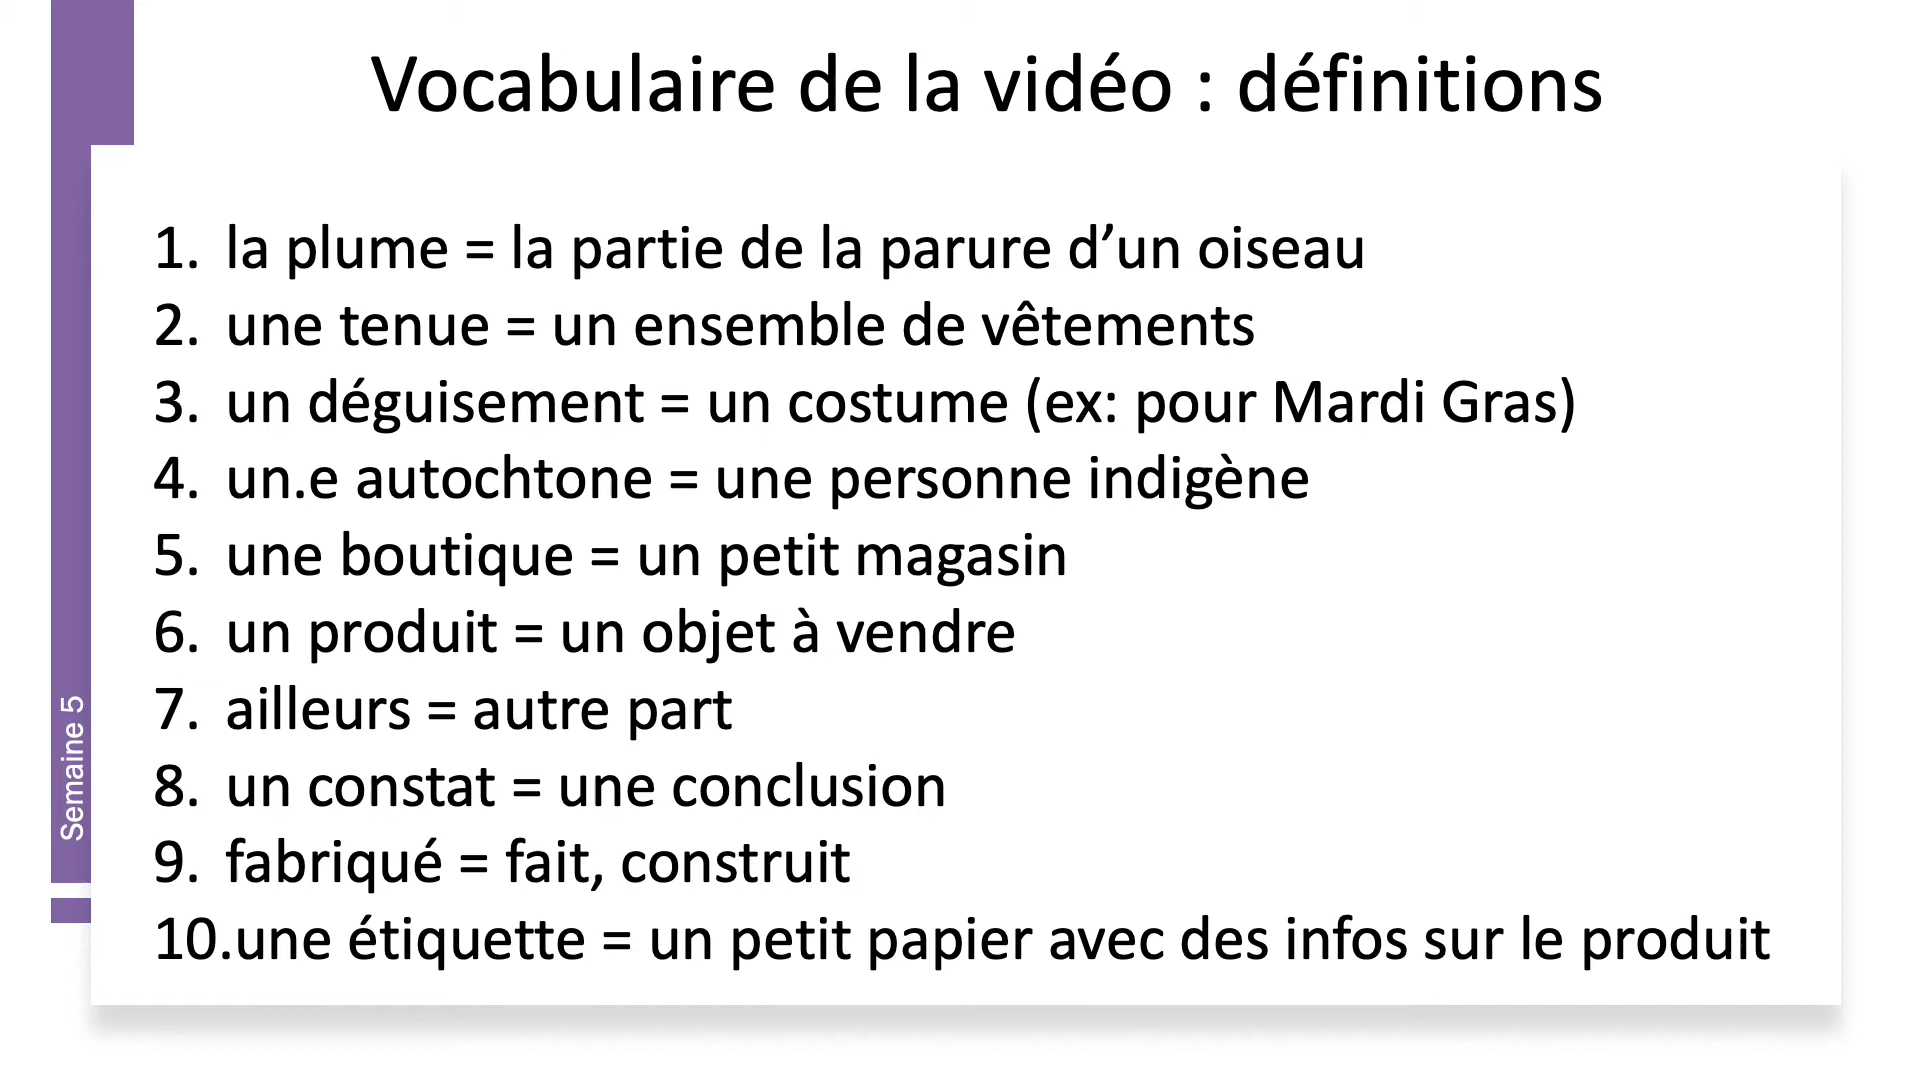 Vocabulaire de la vidéo : définitions
1. la plume = la partie de la parure d’un oiseau
2. une tenue = un ensemble de vêtements
3. un déguisement = un costume (ex: pour Mardi Gras)
4. un.e autochtone = une personne indigène
5. une boutique = un petit magasin
6. un produit = un objet à vendre
7. ailleurs = autre part
8. un constat = une conclusion
9. fabriqué = fait, construit
10.une étiquette = un petit papier avec des infos sur le produit
Semaine 5